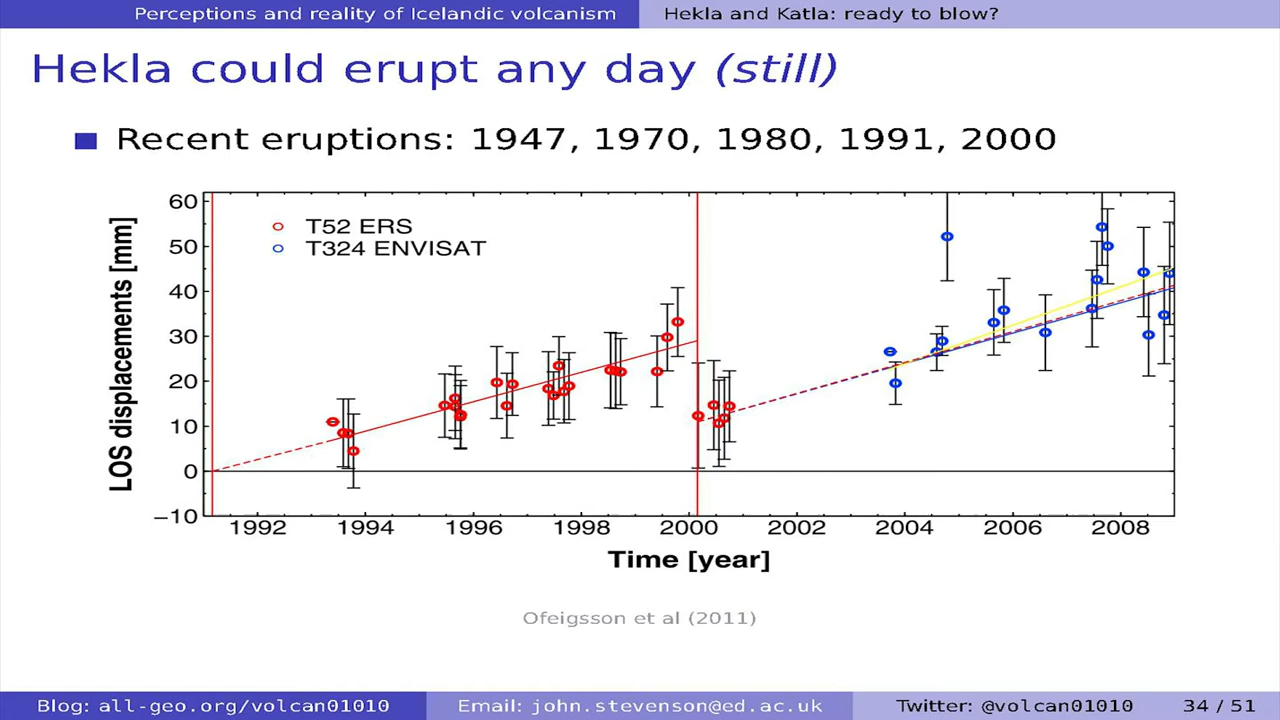 Perceptions and reality of Icelandic volcanism
Hekla and Katla: ready to blow?
Hekla could erupt any day (still)
Recent eruptions: 1947, 1970, 1980, 1991, 2000
60
50
40
30
20
10
0
−10
LOS displacements [mm]
T52 ERS
T324 ENVISAT
1992 1994 1996 1998 2000 2002 2004 2006 2008
Time [year]
Ofeigsson et al (2011)
Blog: all-geo.org/volcan01010
Email: john.stevenson@ed.ac.uk
Twitter: @volcan01010
34 / 51